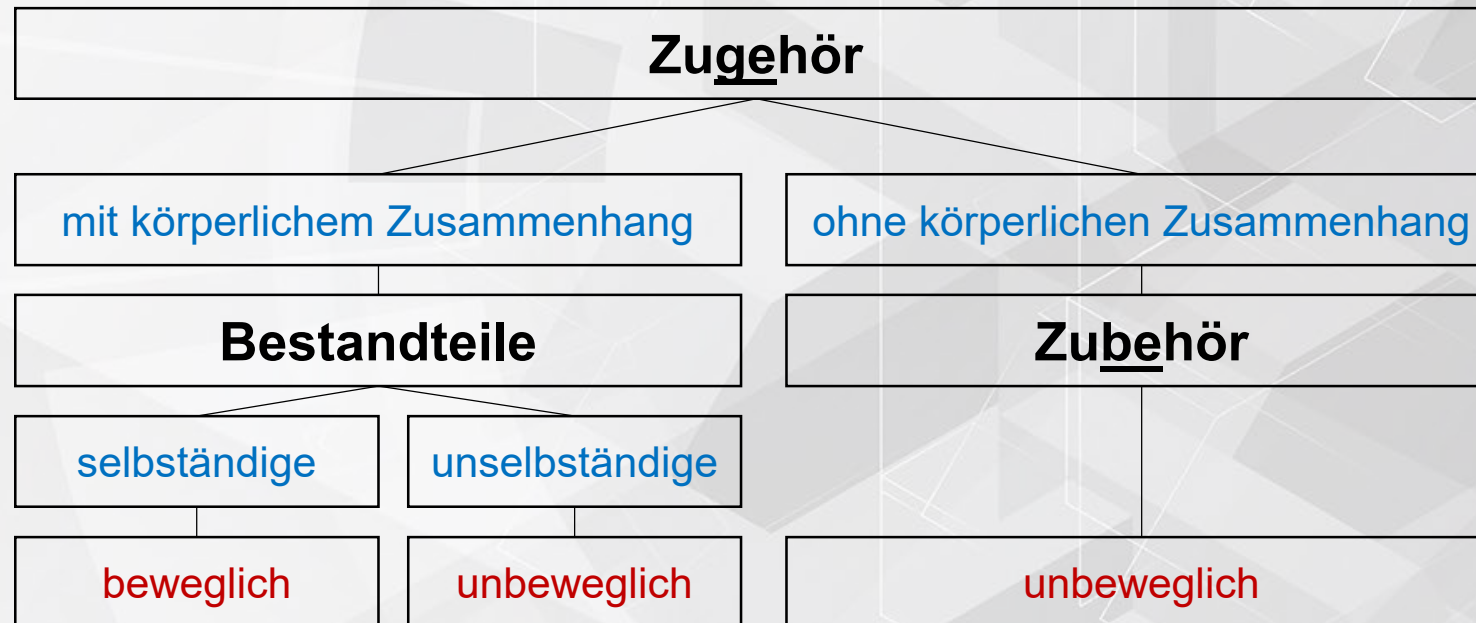 Zugehör
mit körperlichem Zusammenhang
ohne körperlichen Zusammenhang
Bestandteile
Zubehör
selbständige
unselbständige
beweglich
unbeweglich
unbeweglich